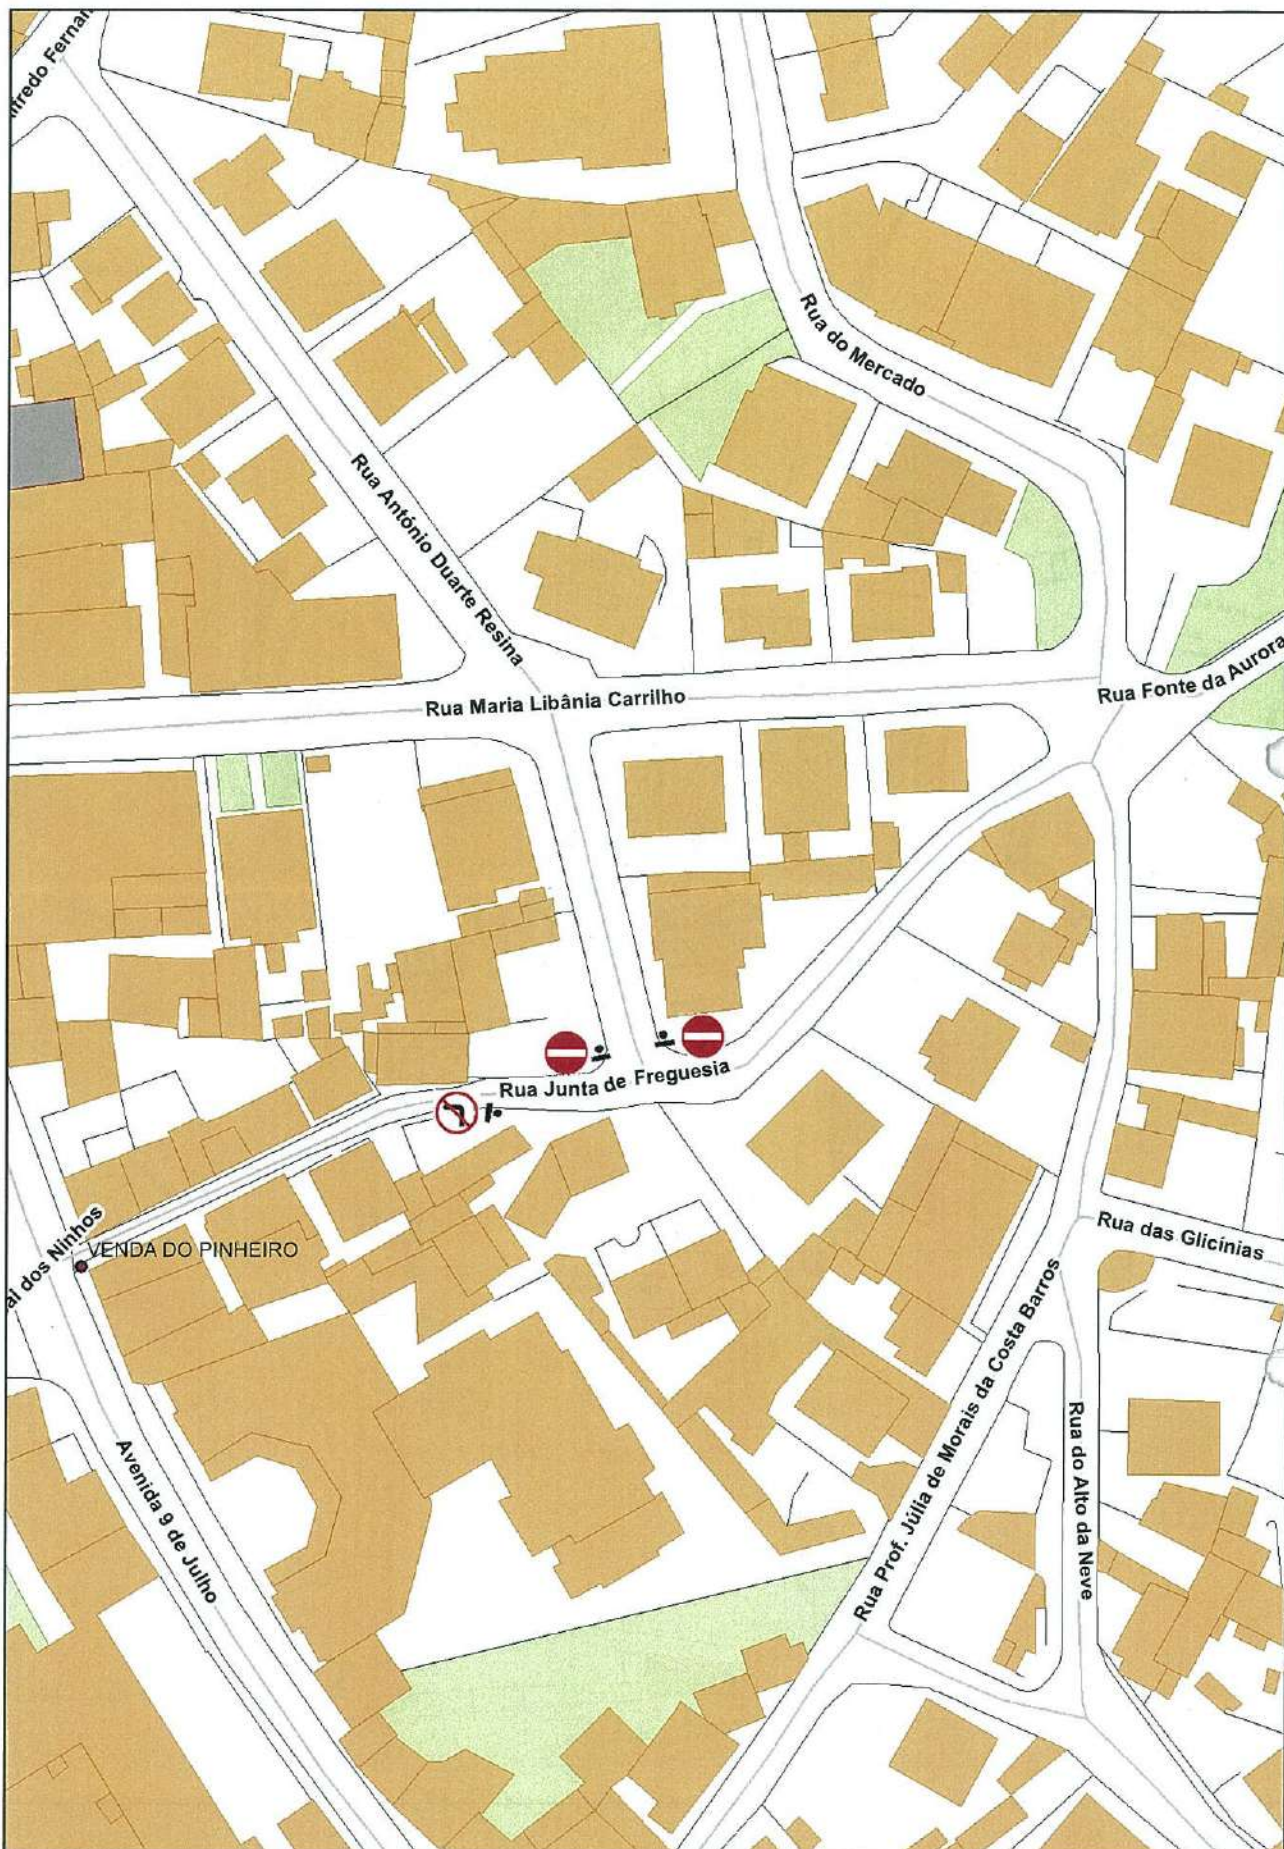 Rua do Mercado
Rua António Duarte Resina
Rua Maria Libânia Carrilho
Rua Fonte da Aurora
Rua Junta de Freguesia
Ninhos
VENDA DO PINHEIRO
Rua das Glicínias
Rua Prof. Júlia de Morais da Costa Barros
Rua do Alto da Neve
Avenida 9 de Julho